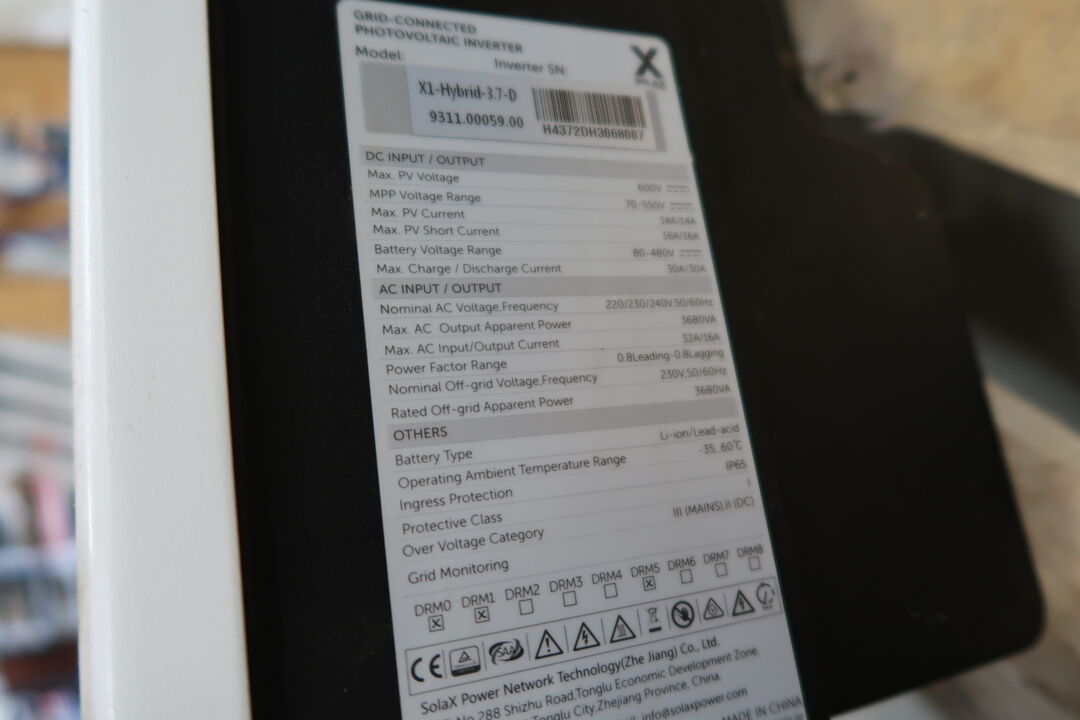 GRID-CONNECTED
PHOTOVOLTAIC INVERTER
Model:
Inverter SN:
X
SOLAX
X1-Hybrid-3.7-D
9311.00059.00
H4372DH3068007
DC INPUT / OUTPUT
Max. PV Voltage 600V
MPP Voltage Range 70-550V
Max. PV Current 14A/14A
Max. PV Short Current 16A/16A
Battery Voltage Range 80-480V
Max. Charge / Discharge Current 30A/30A
AC INPUT / OUTPUT
Nominal AC Voltage,Frequency 220/230/240V,50/60Hz
Max. AC Output Apparent Power 3680VA
Max. AC Input/Output Current 32A/16A
Power Factor Range 0.8Leading-0.8Lagging
Nominal Off-grid Voltage,Frequency 230V,50/60Hz
Rated Off-grid Apparent Power 3680VA
OTHERS
Battery Type Li-ion/Lead-acid
Operating Ambient Temperature Range -35..60℃
Ingress Protection IP65
Protective Class I
Over Voltage Category III (MAINS),II (DC)
Grid Monitoring
DRM0 DRM1 DRM2 DRM3 DRM4 DRM5 DRM6 DRM7 DRM8
CE SAA
SolaX Power Network Technology(Zhe Jiang) Co., Ltd.
No.288 Shizhu Road,Tonglu Economic Development Zone,
Tonglu City,Zhejiang Province, China.
info@solaxpower.com
MADE IN CHINA